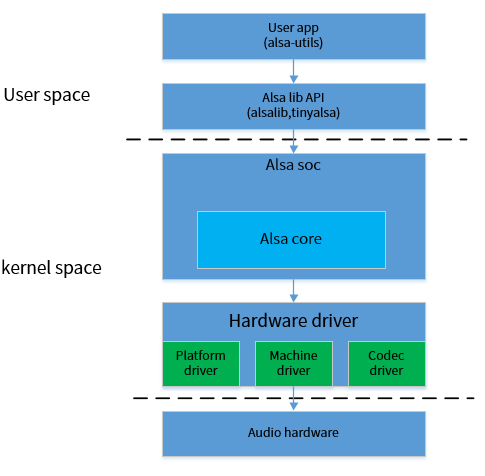 User app
(alsa-utils)
User space
Alsa lib API
(alsalib,tinyalsa)
Alsa soc
Alsa core
kernel space
Hardware driver
Platform
driver
Machine
driver
Codec
driver
Audio hardware